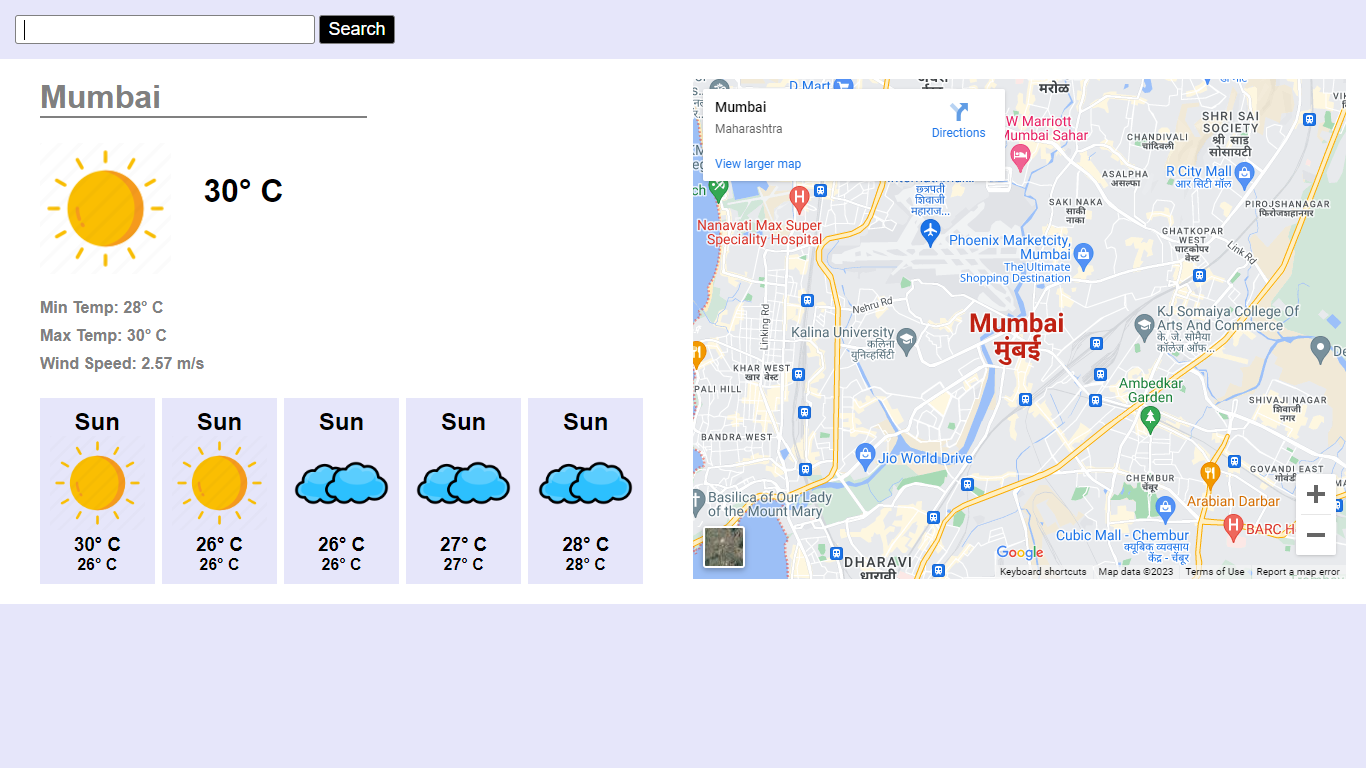 Search
Mumbai
30° C
Min Temp: 28° C
Max Temp: 30° C
Wind Speed: 2.57 m/s
Sun
30° C
26° C
Sun
26° C
26° C
Sun
26° C
26° C
Sun
27° C
27° C
Sun
28° C
28° C
Mumbai
Maharashtra
Directions
View larger map
D Mart
मरोळ
W Marriott
Mumbai Sahar
SHRI SAI
SOCIETY
श्री साई
सोसायटी
CHANDIVALI
चांदिवली
R City Mall
आर सिटी मॉल
ASALPHA
असल्फा
PIROJSHANAGAR
फिरोजशहानगर
SAKI NAKA
साकी
नाका
Nanavati Max Super
Speciality Hospital
छत्रपती
शिवाजी
महाराज...
GHATKOPAR
WEST
घाटकोपर
वेस्ट
Link Rd
Phoenix Marketcity,
Mumbai
The Ultimate
Shopping Destination
Nehru Rd
Linking Rd
Kalina University
कलिना
युनिव्हर्सिटी
Mumbai
मुंबई
KJ Somaiya College Of
Arts And Commerce
के. जे. सोमैया
कॉलेज ऑफ...
KHAR WEST
खार वेस्ट
PALI HILL
Ambedkar
Garden
SHIVAJI NAGAR
शिवाजी
नगर
BANDRA WEST
Jio World Drive
CHEMBUR
चेंबूर
GOVANDI EAST
Arabian Darbar
Basilica of Our Lady
of the Mount Mary
Cubic Mall - Chembur
क्यूबिक व्यवसाय
केंद्र - चेंबूर
BARC H
DHARAVI
धारावी
Google
Keyboard shortcuts
Map data ©2023
Terms of Use
Report a map error